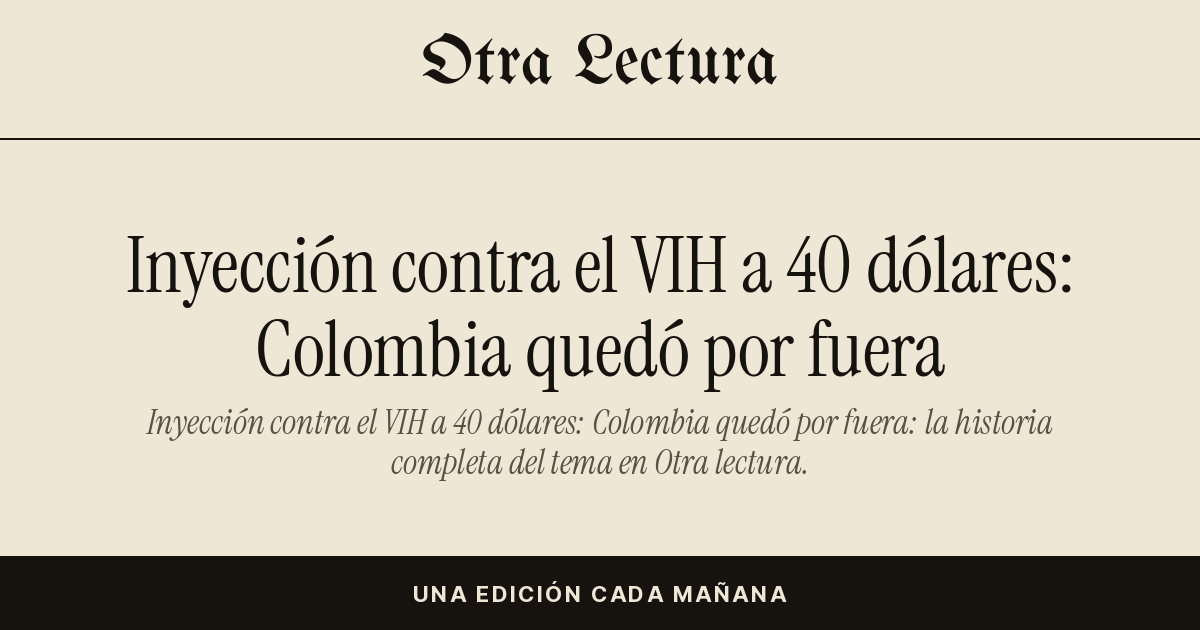 Otra Lectura
Inyección contra el VIH a 40 dólares:
Colombia quedó por fuera
Inyección contra el VIH a 40 dólares: Colombia quedó por fuera: la historia
completa del tema en Otra lectura.
UNA EDICIÓN CADA MAÑANA